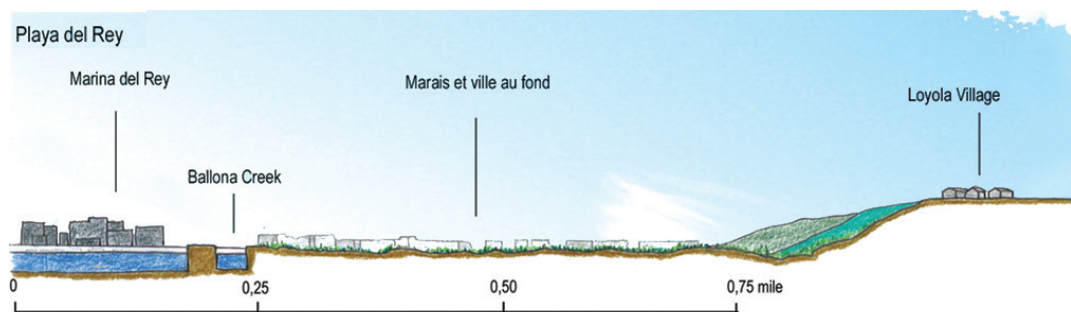 Playa del Rey
Marina del Rey
Marais et ville au fond
Loyola Village
Ballona Creek
0
0,25
0,50
0,75 mile